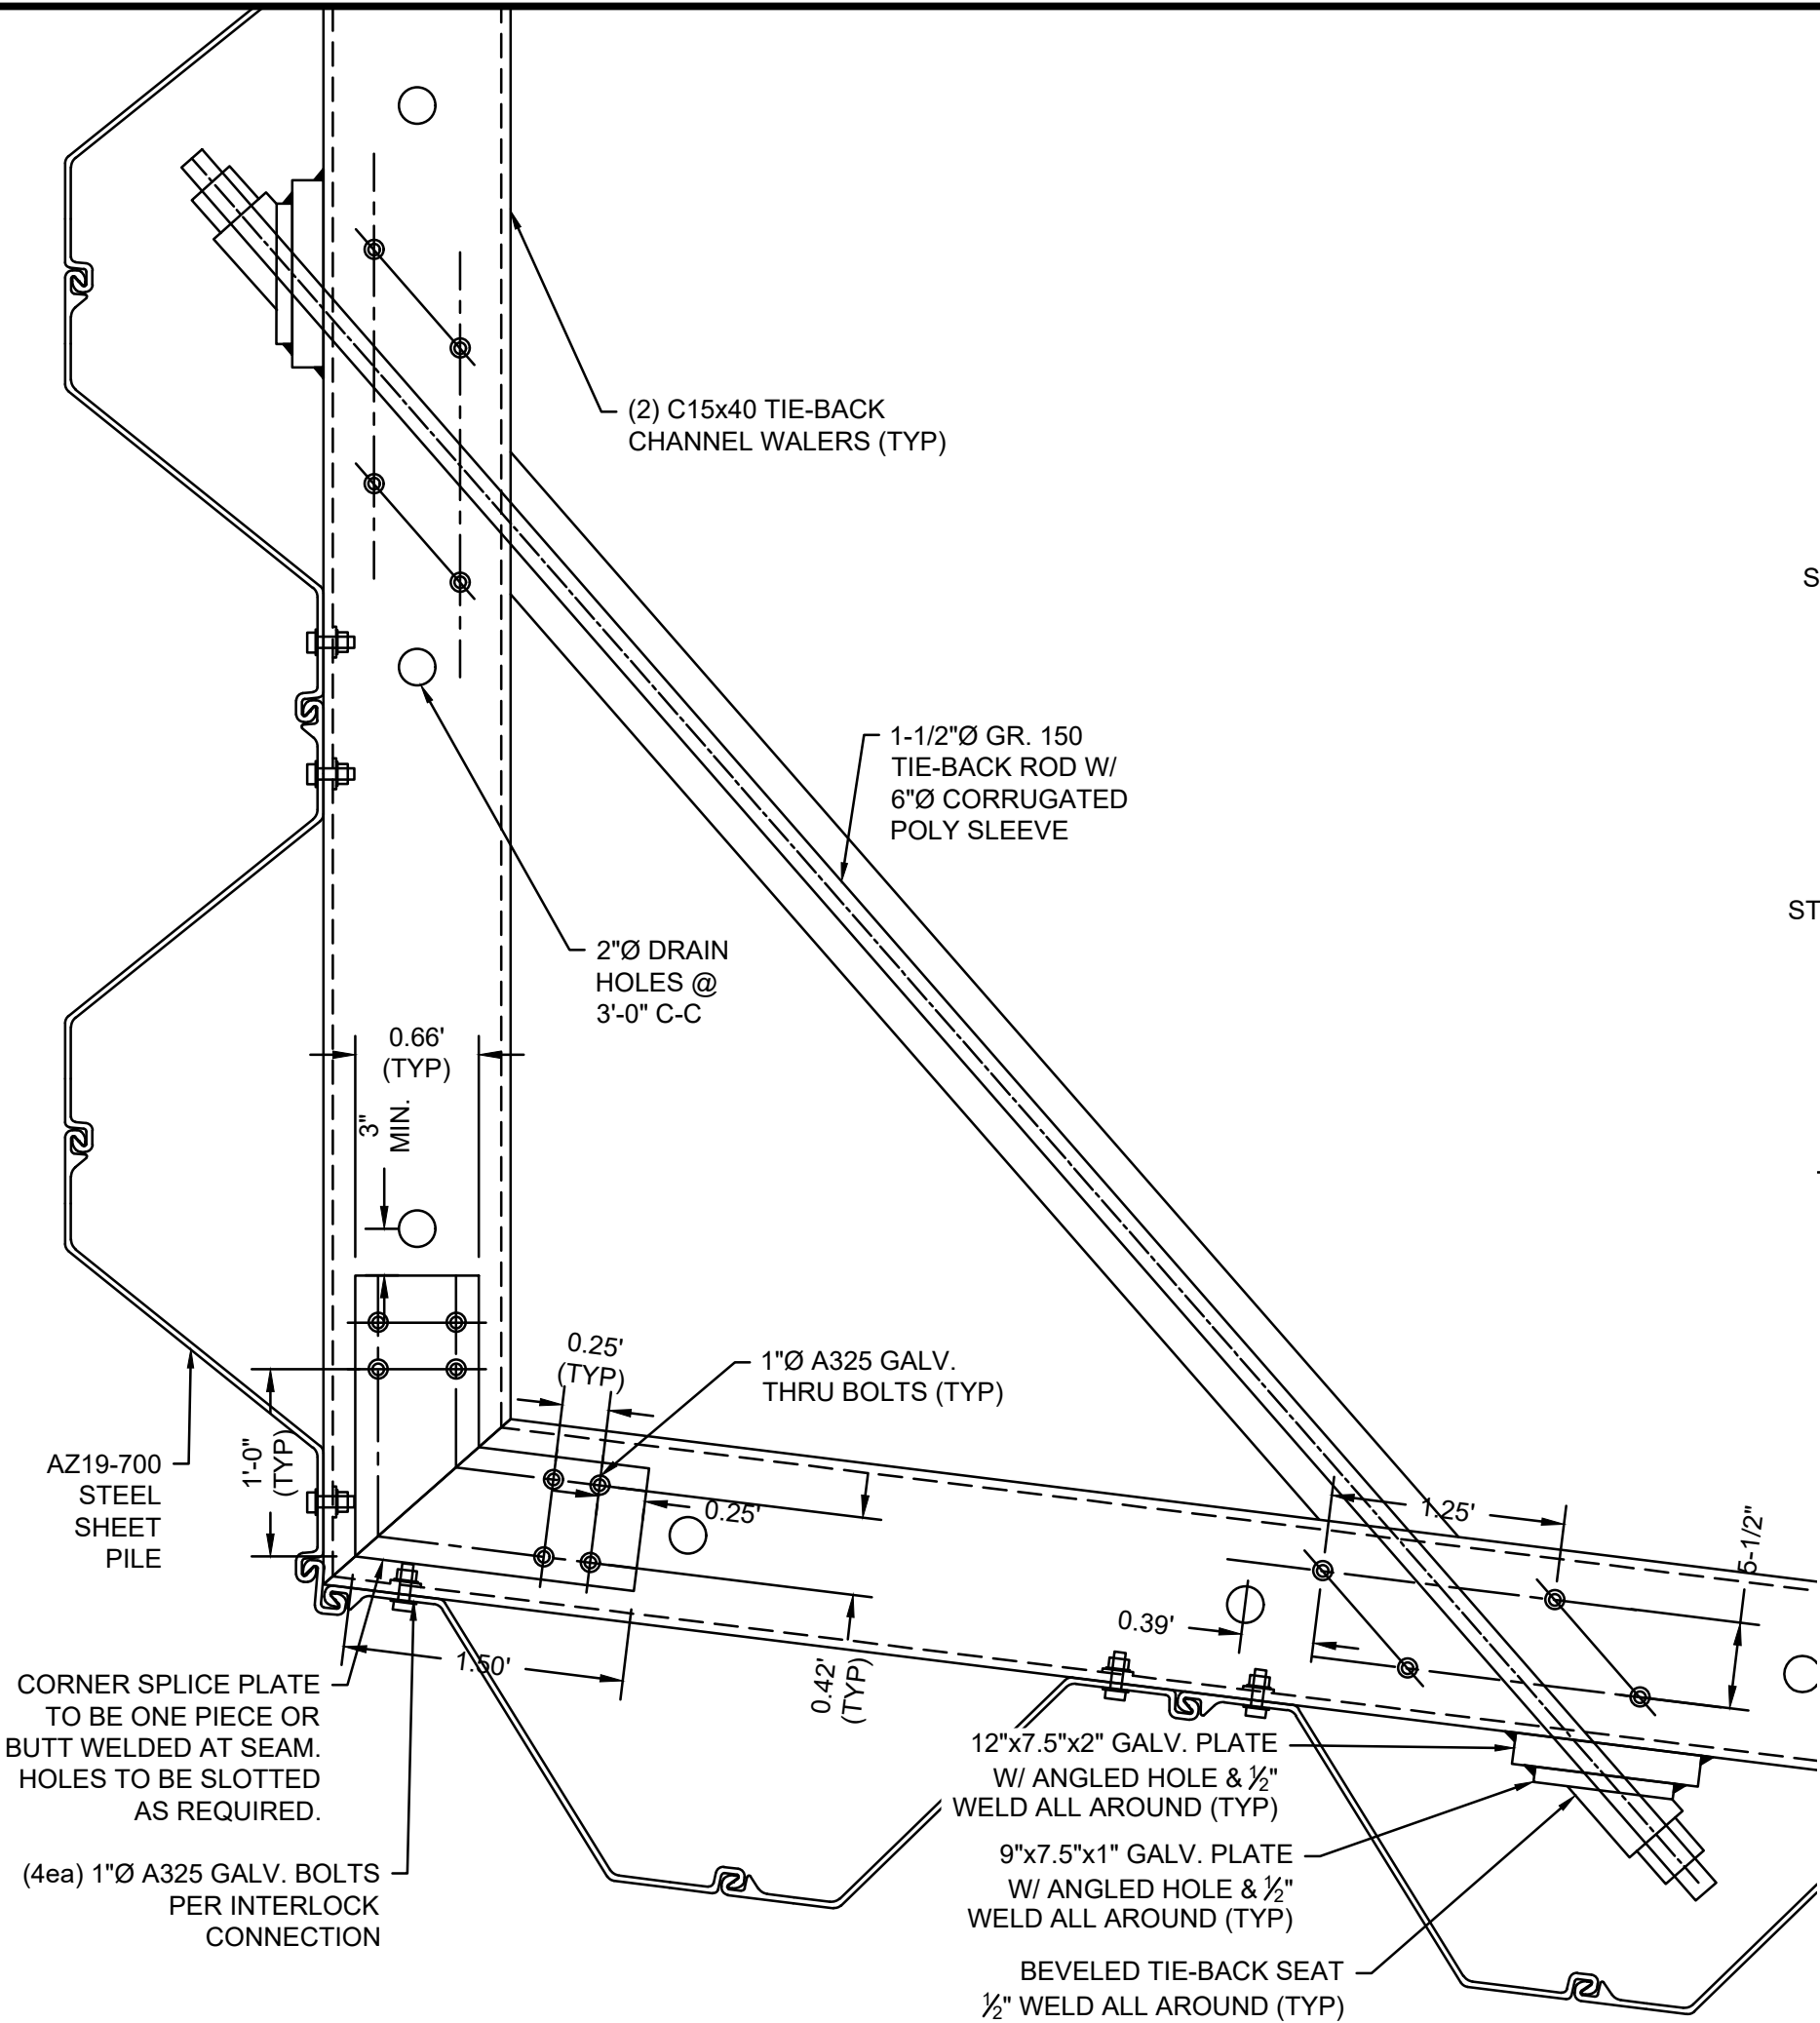 (2) C15x40 TIE-BACK
CHANNEL WALERS (TYP)
S
1-1/2"Ø GR. 150
TIE-BACK ROD W/
6"Ø CORRUGATED
POLY SLEEVE
ST
2"Ø DRAIN
HOLES @
3'-0" C-C
0.66'
(TYP)
3"
MIN.
0.25'
(TYP)
1"Ø A325 GALV.
THRU BOLTS (TYP)
AZ19-700
STEEL
SHEET
PILE
1'-0"
(TYP)
0.25'
1.25'
5-1/2"
0.39'
1.50'
0.42'
(TYP)
CORNER SPLICE PLATE
TO BE ONE PIECE OR
BUTT WELDED AT SEAM.
HOLES TO BE SLOTTED
AS REQUIRED.
12"x7.5"x2" GALV. PLATE
W/ ANGLED HOLE & ½"
WELD ALL AROUND (TYP)
(4ea) 1"Ø A325 GALV. BOLTS
PER INTERLOCK
CONNECTION
9"x7.5"x1" GALV. PLATE
W/ ANGLED HOLE & ½"
WELD ALL AROUND (TYP)
BEVELED TIE-BACK SEAT
½" WELD ALL AROUND (TYP)